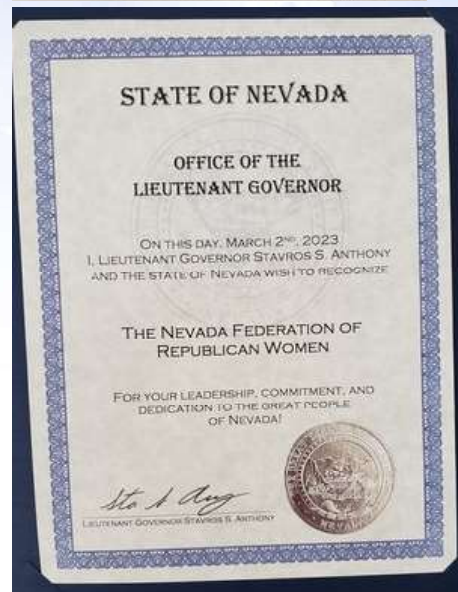 STATE OF NEVADA
OFFICE OF THE
LIEUTENANT GOVERNOR
ON THIS DAY, MARCH 2ND, 2023
I, LIEUTENANT GOVERNOR STAVROS S. ANTHONY
AND THE STATE OF NEVADA WISH TO RECOGNIZE
THE NEVADA FEDERATION OF
REPUBLICAN WOMEN
FOR YOUR LEADERSHIP, COMMITMENT, AND
DEDICATION TO THE GREAT PEOPLE
OF NEVADA!
LIEUTENANT GOVERNOR STAVROS S. ANTHONY
NEVADA